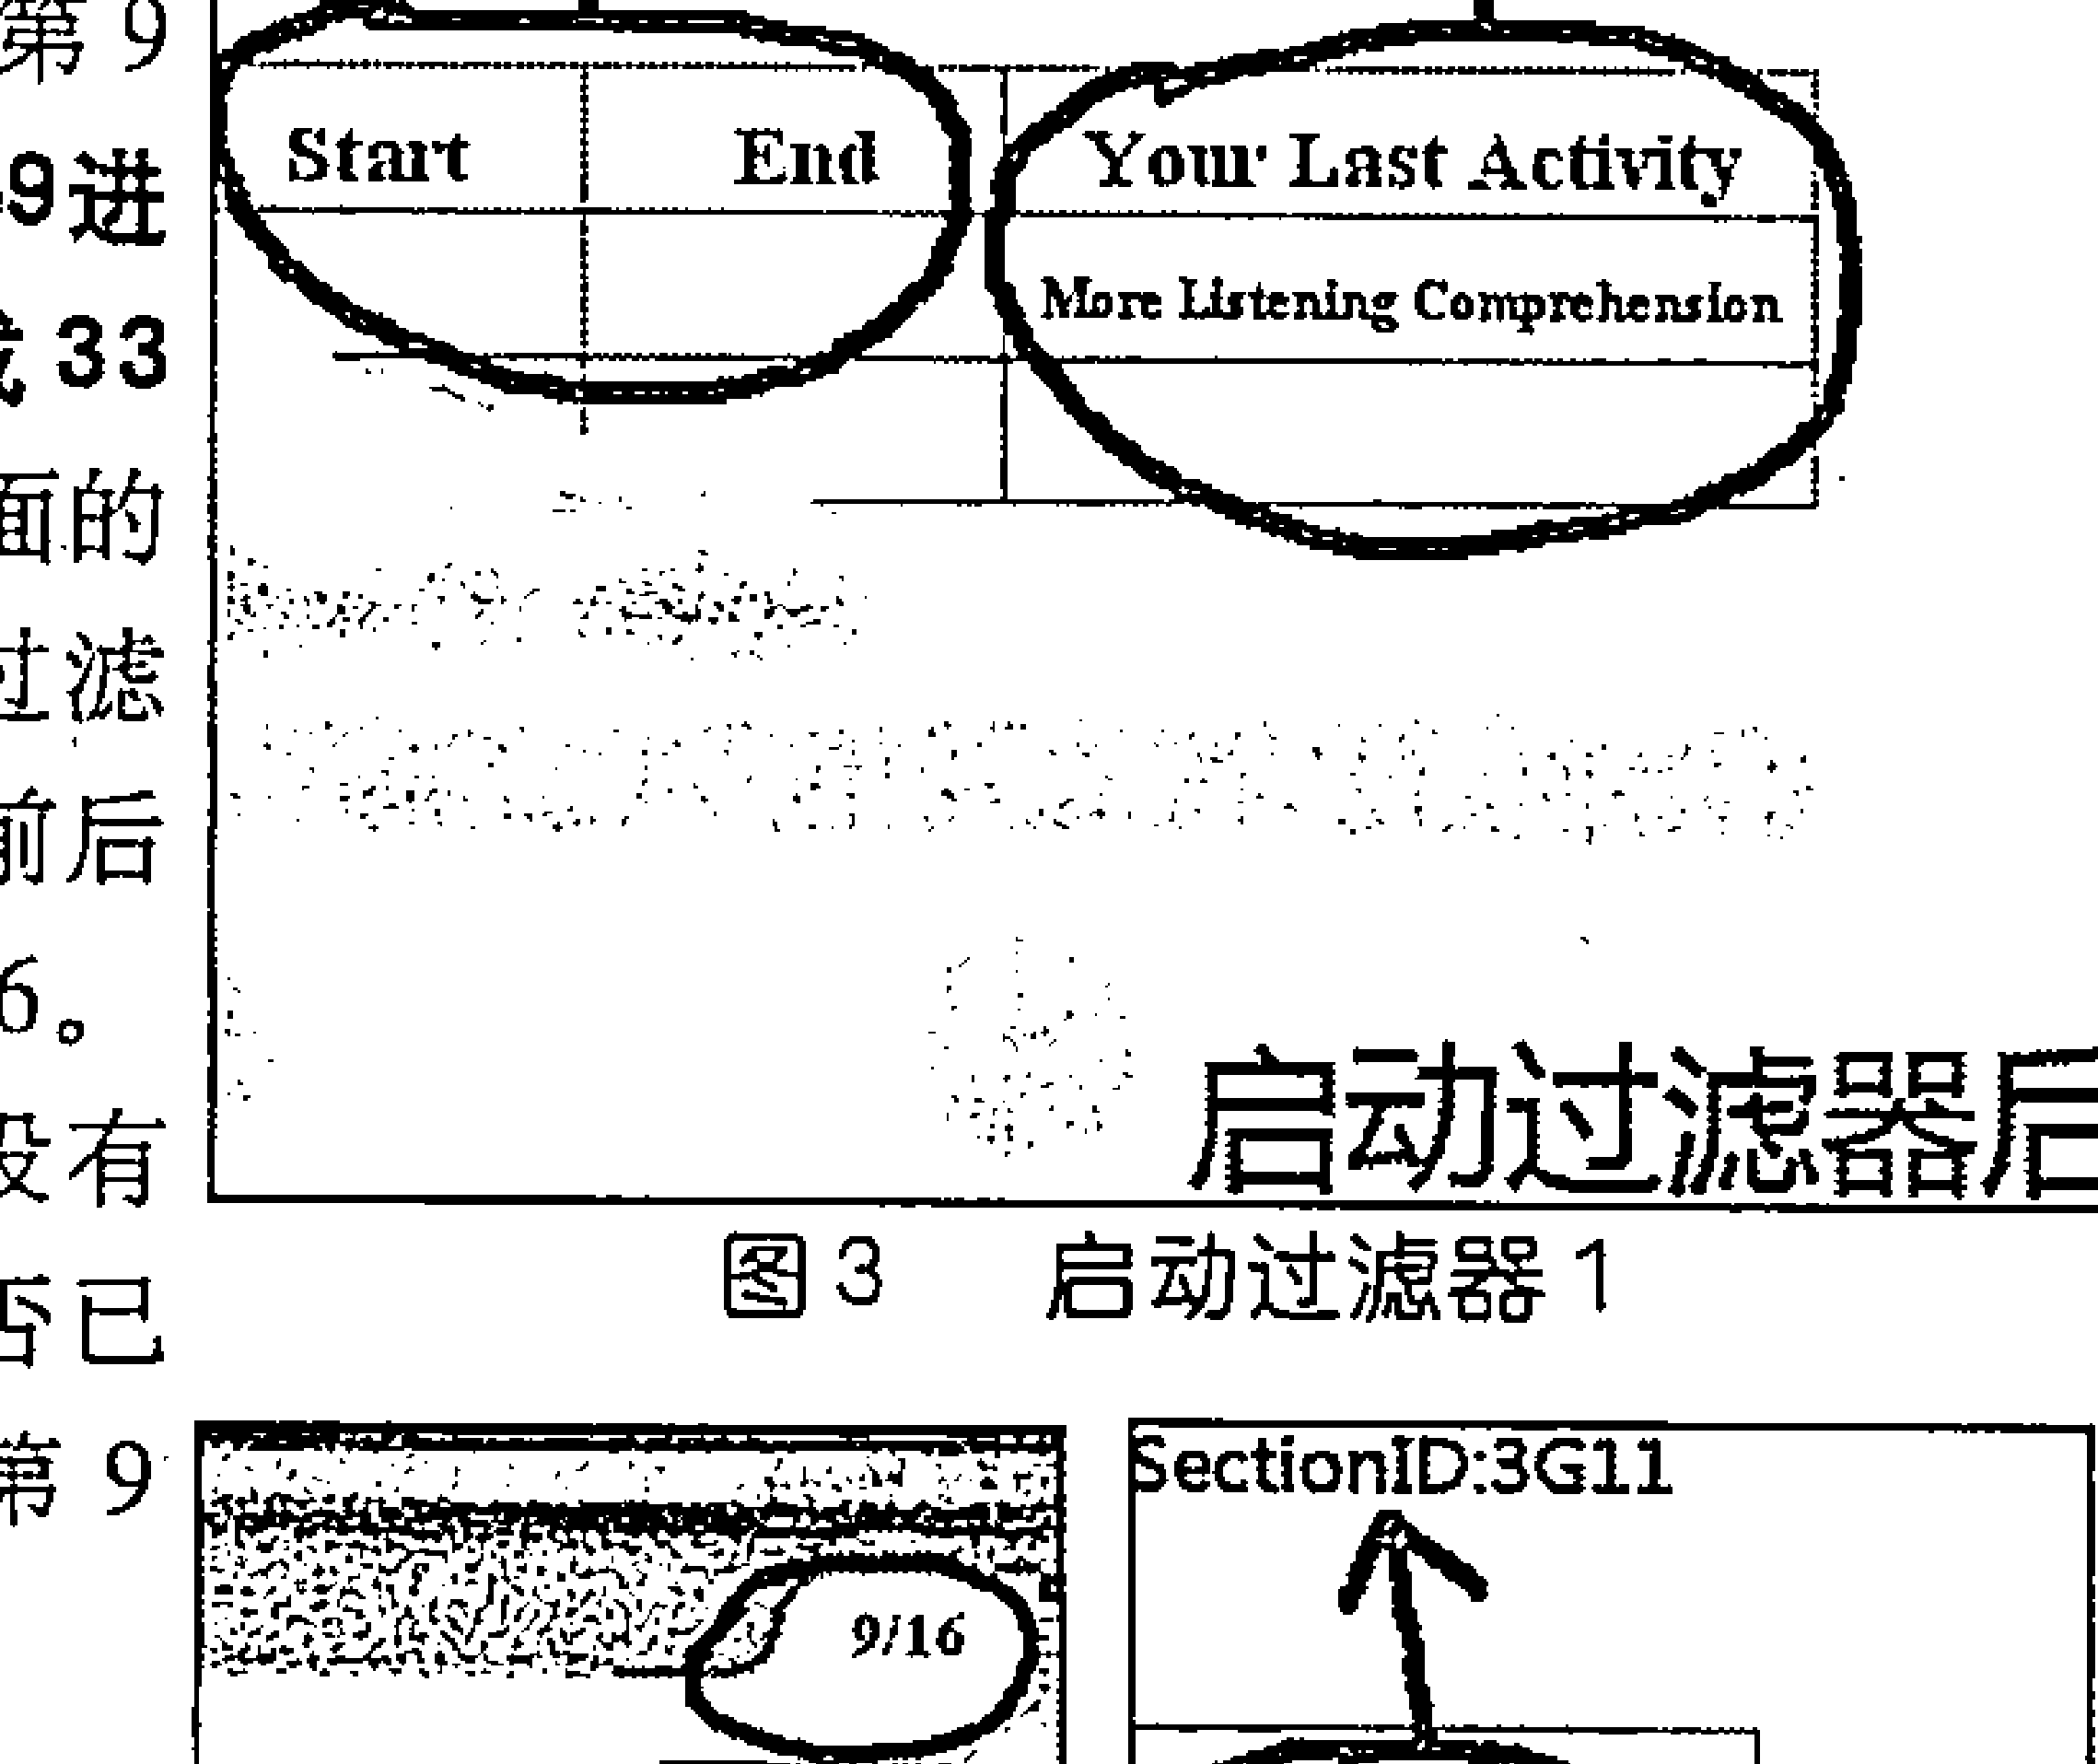 第 9
9进
33
面的
过滤
前后
6。
没有
否已
第 9
Start End Your Last Activity
More Listening Comprehension
启动过滤器后
图 3 启动过滤器 1
9/16
SectionID:3G11